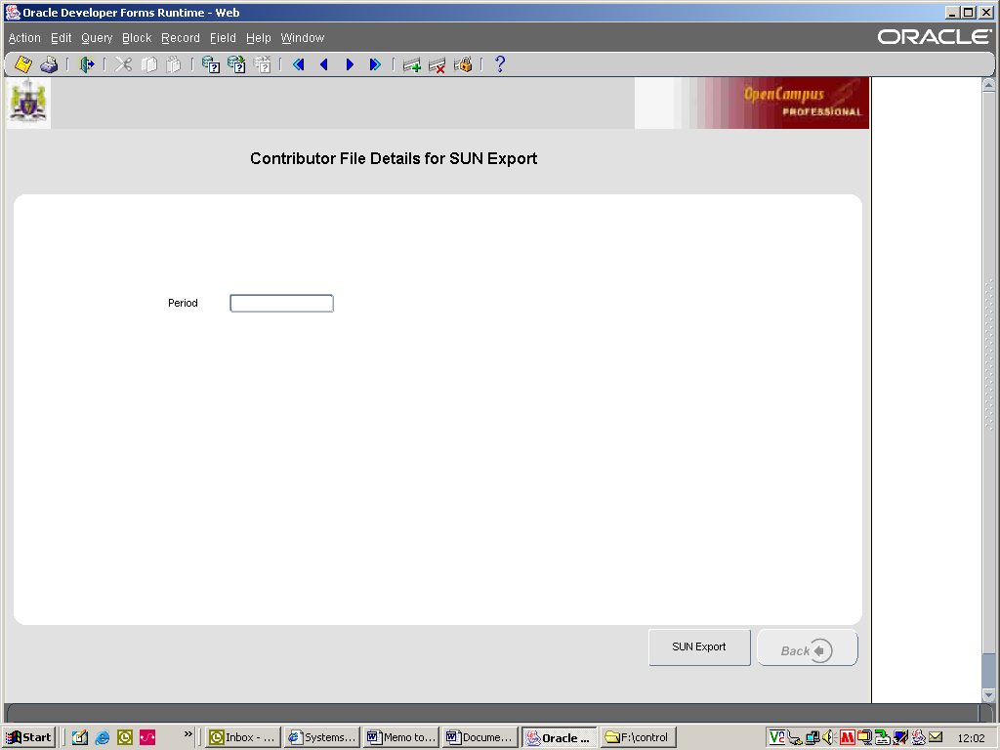 Oracle Developer Forms Runtime - Web
Action Edit Query Block Record Field Help Window
ORACLE
OpenCampus
PROFESSIONAL
Contributor File Details for SUN Export
Period
SUN Export
Back
Start
»
Inbox - ...
Systems...
Memo to...
Docume...
Oracle ...
F:\control
12:02